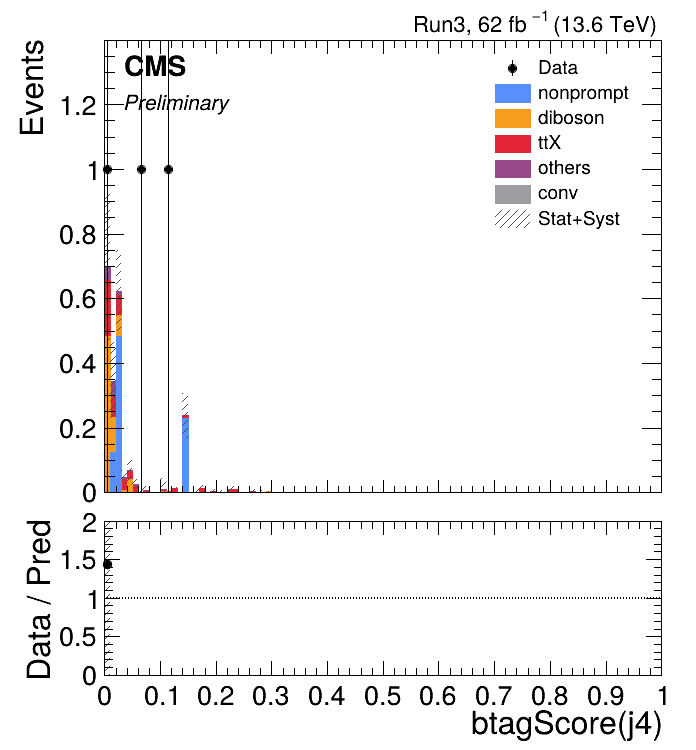 Run3, 62 fb⁻¹ (13.6 TeV)
CMS
Preliminary
Events
Data
nonprompt
diboson
ttX
others
conv
Stat+Syst
1.2
1
0.8
0.6
0.4
0.2
0
Data / Pred
2
1.5
1
0.5
0
0 0.1 0.2 0.3 0.4 0.5 0.6 0.7 0.8 0.9 1
btagScore(j4)